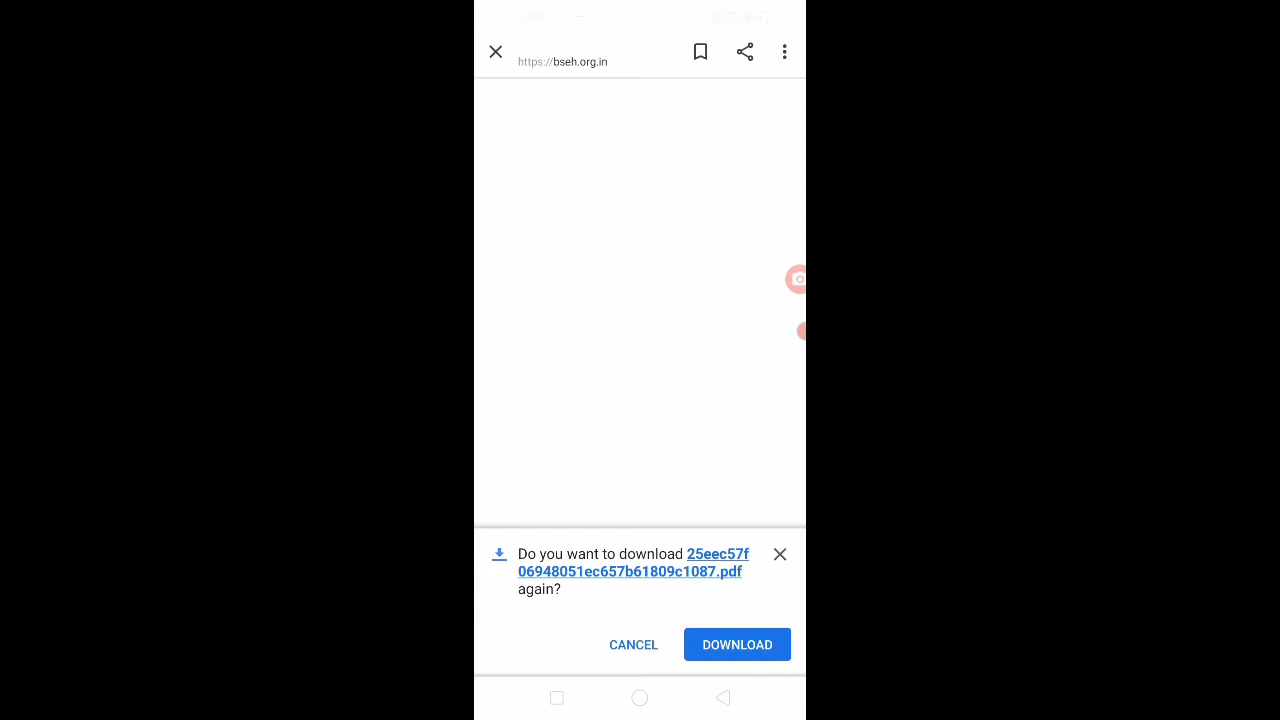 https://bseh.org.in
Do you want to download 25eec57f
06948051ec657b61809c1087.pdf
again?
CANCEL
DOWNLOAD